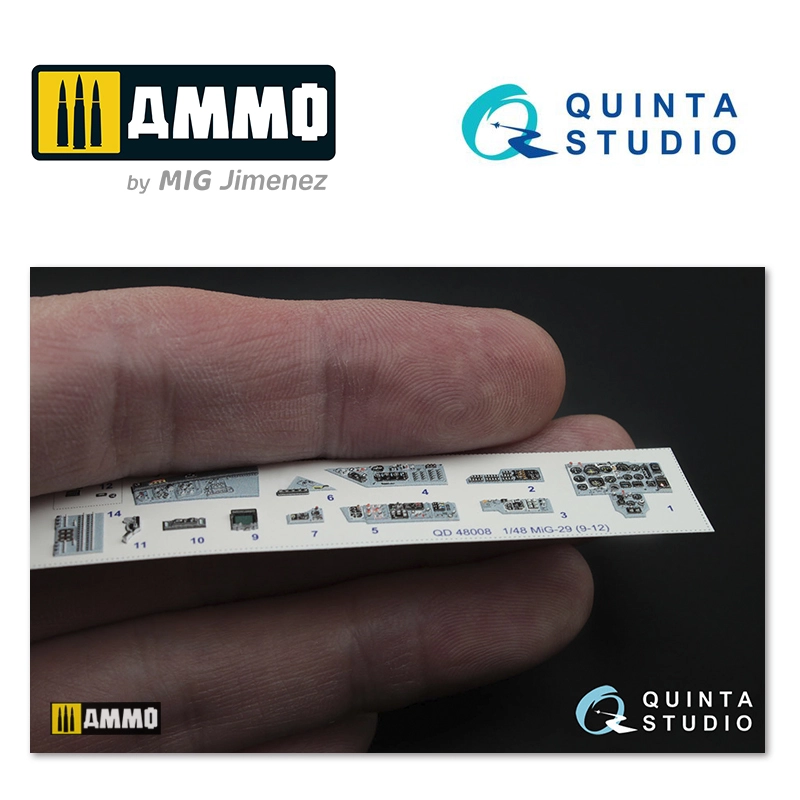 AMMO
by MIG Jimenez
QUINTA
STUDIO
12
14
6
4
2
1
11
10
9
7
5
3
QD 48008 1/48 MiG-29 (9-12)
AMMO
QUINTA
STUDIO